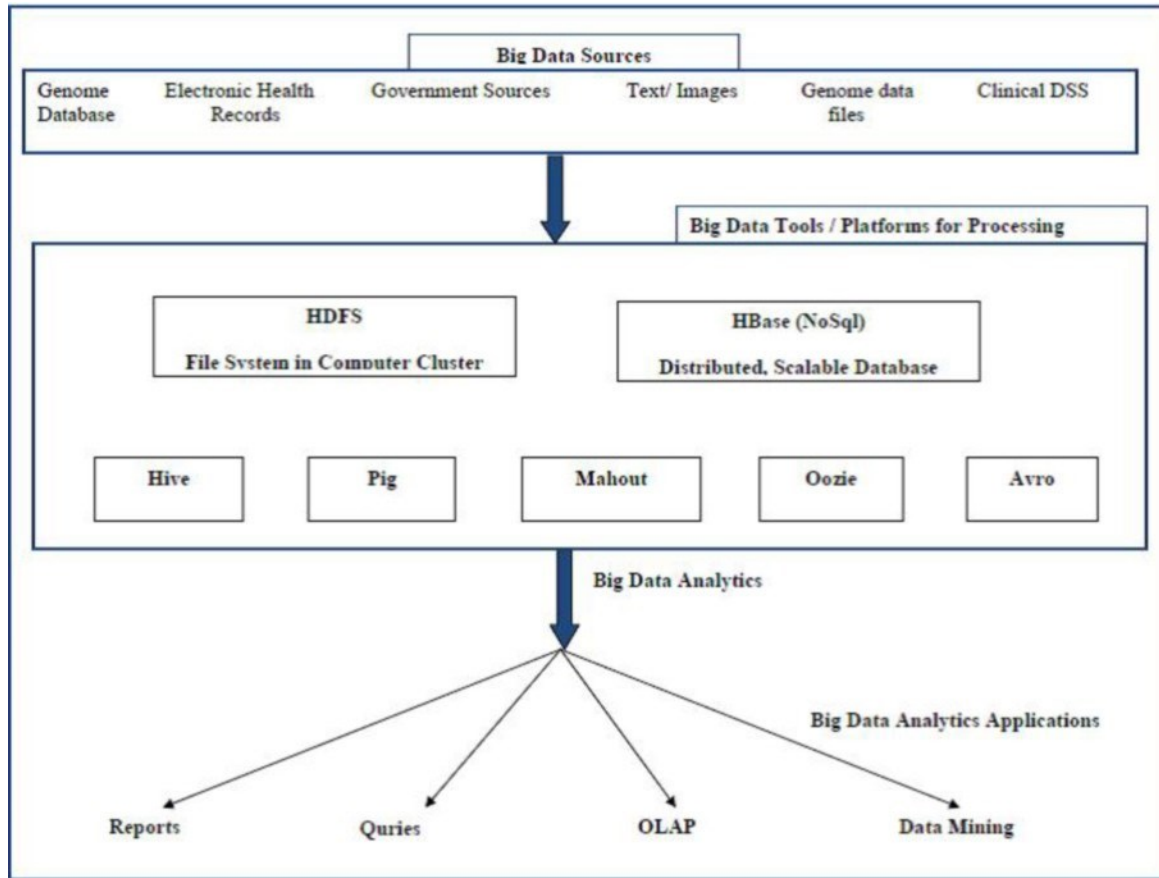 Big Data Sources
Genome Electronic Health Government Sources Text/ Images Genome data Clinical DSS
Database Records files
Big Data Tools / Platforms for Processing
HDFS
File System in Computer Cluster
HBase (NoSql)
Distributed, Scalable Database
Hive Pig Mahout Oozie Avro
Big Data Analytics
Big Data Analytics Applications
Reports Quries OLAP Data Mining